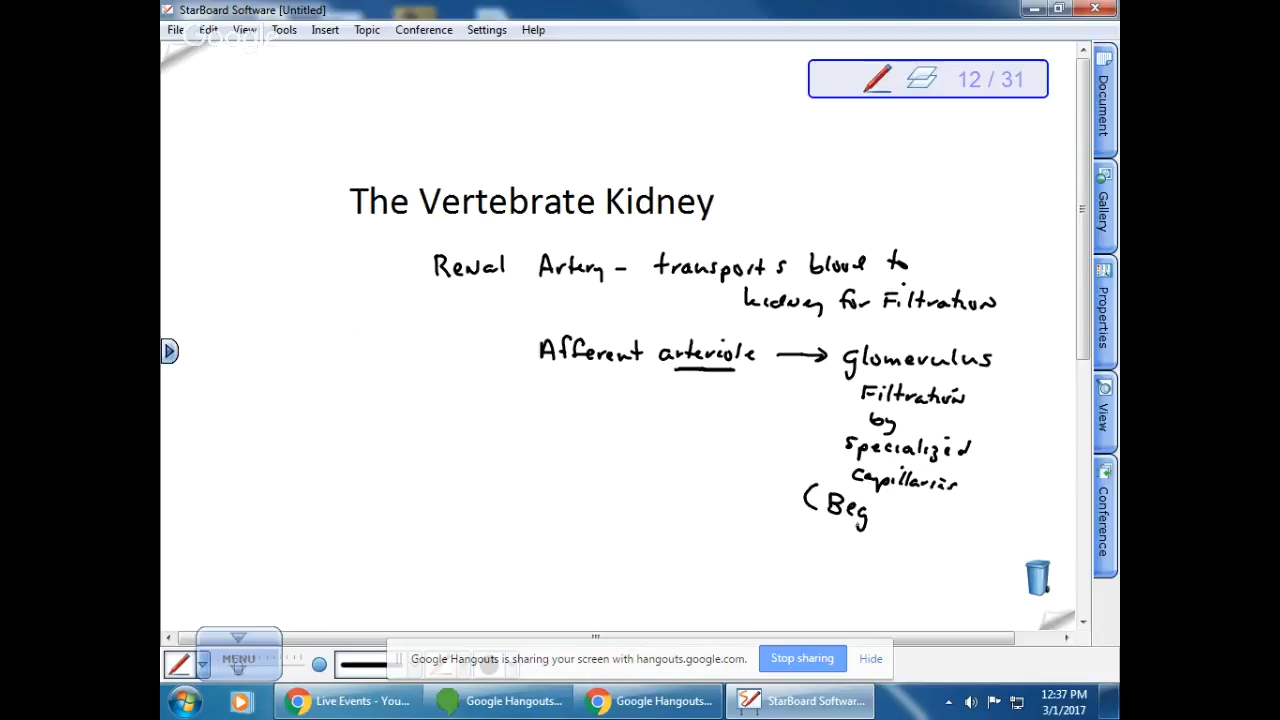 StarBoard Software [Untitled]
File Edit View Tools Insert Topic Conference Settings Help
Google
12 / 31
The Vertebrate Kidney
Renal Artery - transports blood to
kidney for Filtration
Afferent arteriole → glomerulus
Filtration
by
specialized
capillaries
(Beg
Document
Gallery
Properties
View
Conference
MENU
Google Hangouts is sharing your screen with hangouts.google.com.
Stop sharing
Hide
Live Events - You...
Google Hangouts...
Google Hangouts...
StarBoard Softwar...
12:37 PM
3/1/2017